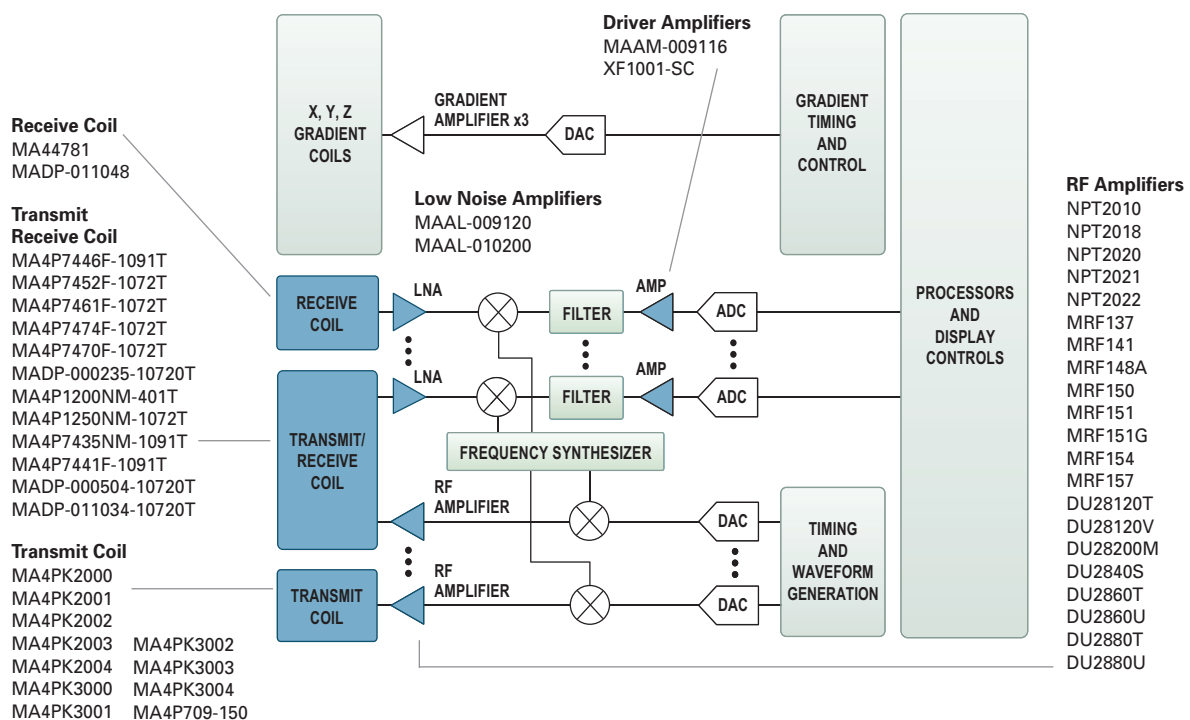 Driver Amplifiers
MAAM-009116
XF1001-SC
X, Y, Z
GRADIENT
COILS
GRADIENT
AMPLIFIER x3
DAC
GRADIENT
TIMING
AND
CONTROL
Receive Coil
MA44781
MADP-011048
Low Noise Amplifiers
MAAL-009120
MAAL-010200
Transmit
Receive Coil
MA4P7446F-1091T
MA4P7452F-1072T
MA4P7461F-1072T
MA4P7474F-1072T
MA4P7470F-1072T
MADP-000235-10720T
MA4P1200NM-401T
MA4P1250NM-1072T
MA4P7435NM-1091T
MA4P7441F-1091T
MADP-000504-10720T
MADP-011034-10720T
Transmit Coil
MA4PK2000
MA4PK2001
MA4PK2002
MA4PK2003 MA4PK3002
MA4PK2004 MA4PK3003
MA4PK3000 MA4PK3004
MA4PK3001 MA4P709-150
RECEIVE
COIL
LNA
FILTER
AMP
ADC
TRANSMIT/
RECEIVE
COIL
LNA
FILTER
AMP
ADC
FREQUENCY SYNTHESIZER
RF
AMPLIFIER
DAC
TRANSMIT
COIL
RF
AMPLIFIER
DAC
TIMING
AND
WAVEFORM
GENERATION
PROCESSORS
AND
DISPLAY
CONTROLS
RF Amplifiers
NPT2010
NPT2018
NPT2020
NPT2021
NPT2022
MRF137
MRF141
MRF148A
MRF150
MRF151
MRF151G
MRF154
MRF157
DU28120T
DU28120V
DU28200M
DU2840S
DU2860T
DU2860U
DU2880T
DU2880U